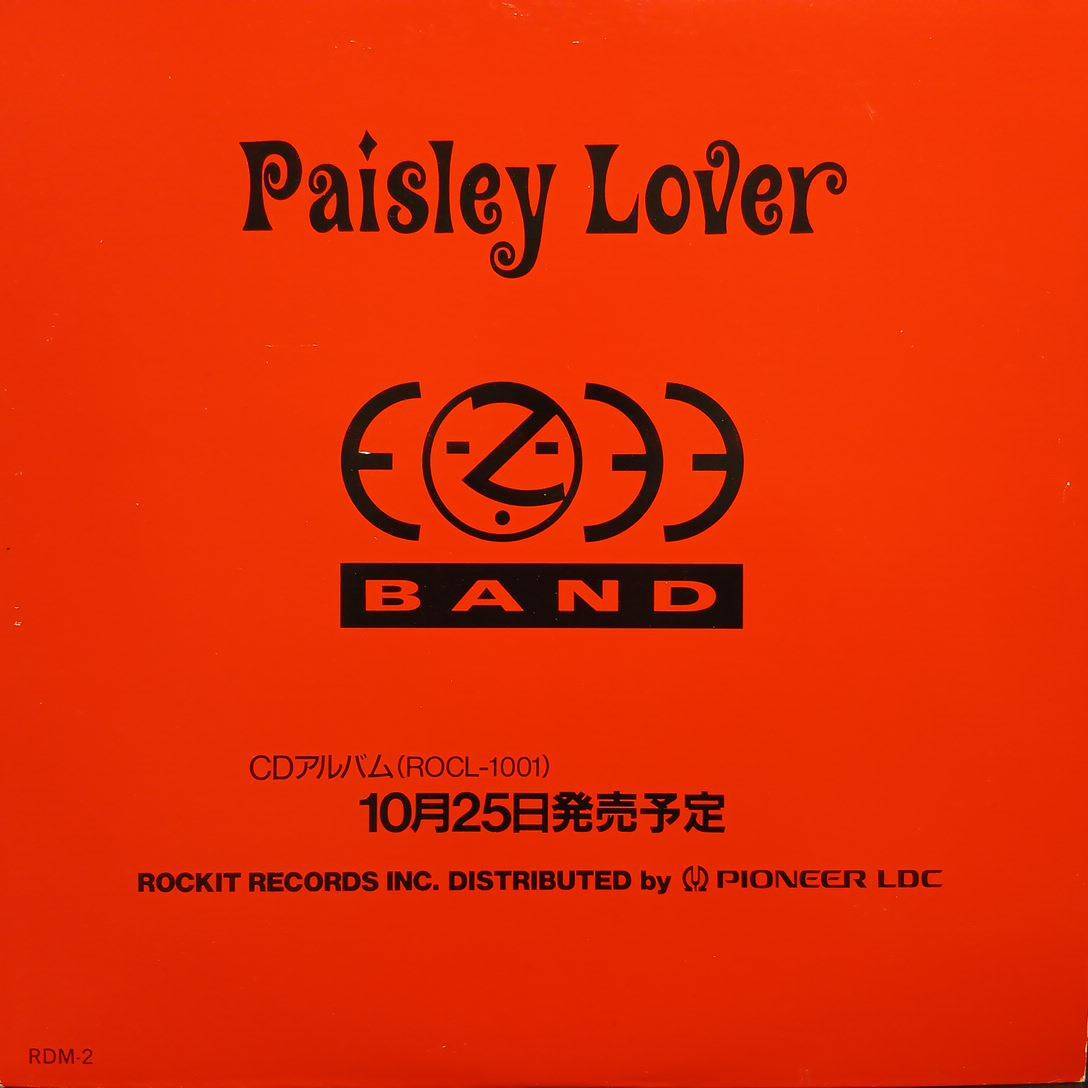 Paisley Lover
EZEE
BAND
CDアルバム(ROCL-1001)
10月25日発売予定
ROCKIT RECORDS INC. DISTRIBUTED by PIONEER LDC
RDM-2